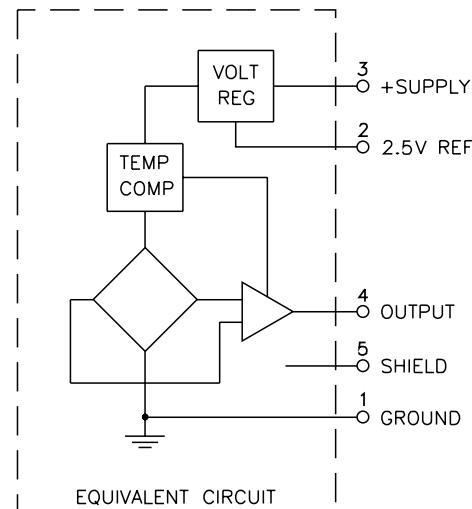 VOLT
REG
3
+SUPPLY
2
2.5V REF
TEMP
COMP
4
OUTPUT
5
SHIELD
1
GROUND
EQUIVALENT CIRCUIT